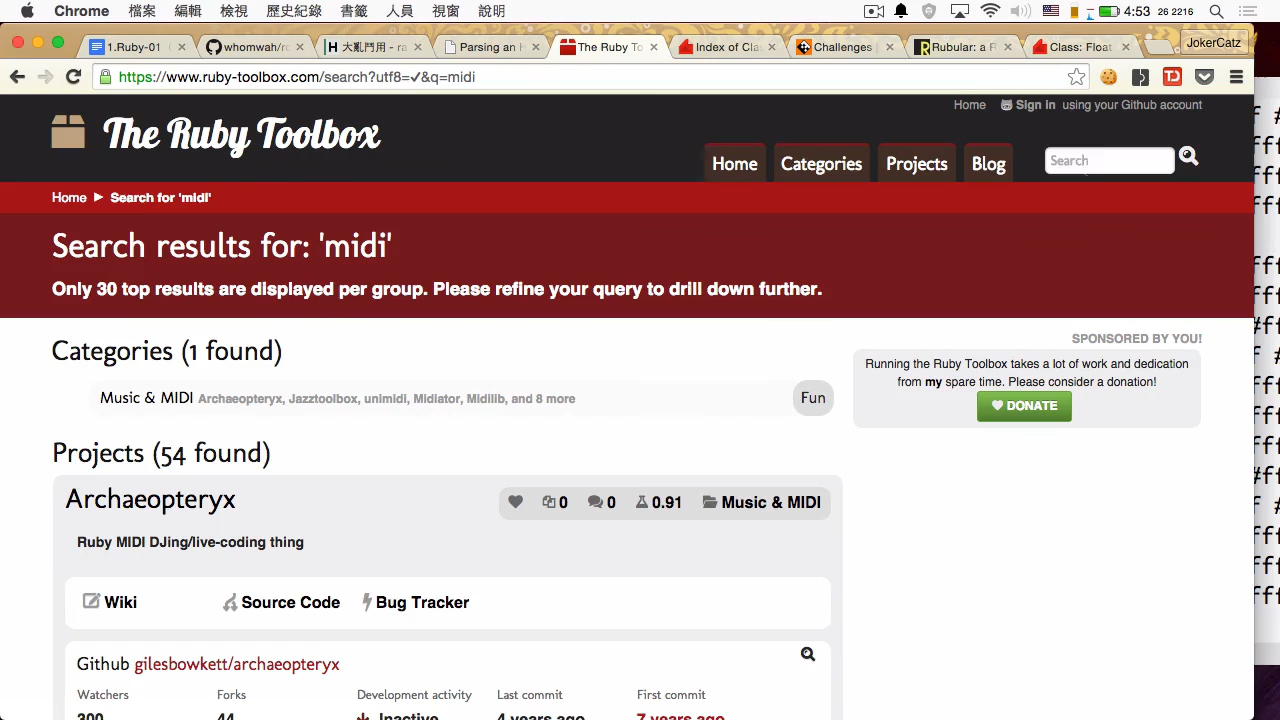 Chrome 檔案 編輯 檢視 歷史紀錄 書籤 人員 視窗 說明 4:53 26 2216
1.Ruby-01 whomwah/rc 大亂鬥用 - ra Parsing an H The Ruby To Index of Cla Challenges Rubular: a R Class: Float JokerCatz
https://www.ruby-toolbox.com/search?utf8=✓&q=midi
Home Sign in using your Github account
The Ruby Toolbox
Home Categories Projects Blog Search
Home ► Search for 'midi'
Search results for: 'midi'
Only 30 top results are displayed per group. Please refine your query to drill down further.
Categories (1 found)
Music & MIDI Archaeopteryx, Jazztoolbox, unimidi, Midiator, Midilib, and 8 more Fun
SPONSORED BY YOU!
Running the Ruby Toolbox takes a lot of work and dedication
from my spare time. Please consider a donation!
DONATE
Projects (54 found)
Archaeopteryx 0 0 0.91 Music & MIDI
Ruby MIDI DJing/live-coding thing
Wiki Source Code Bug Tracker
Github gilesbowkett/archaeopteryx
Watchers Forks Development activity Last commit First commit
300 44 Inactive 4 years ago 7 years ago